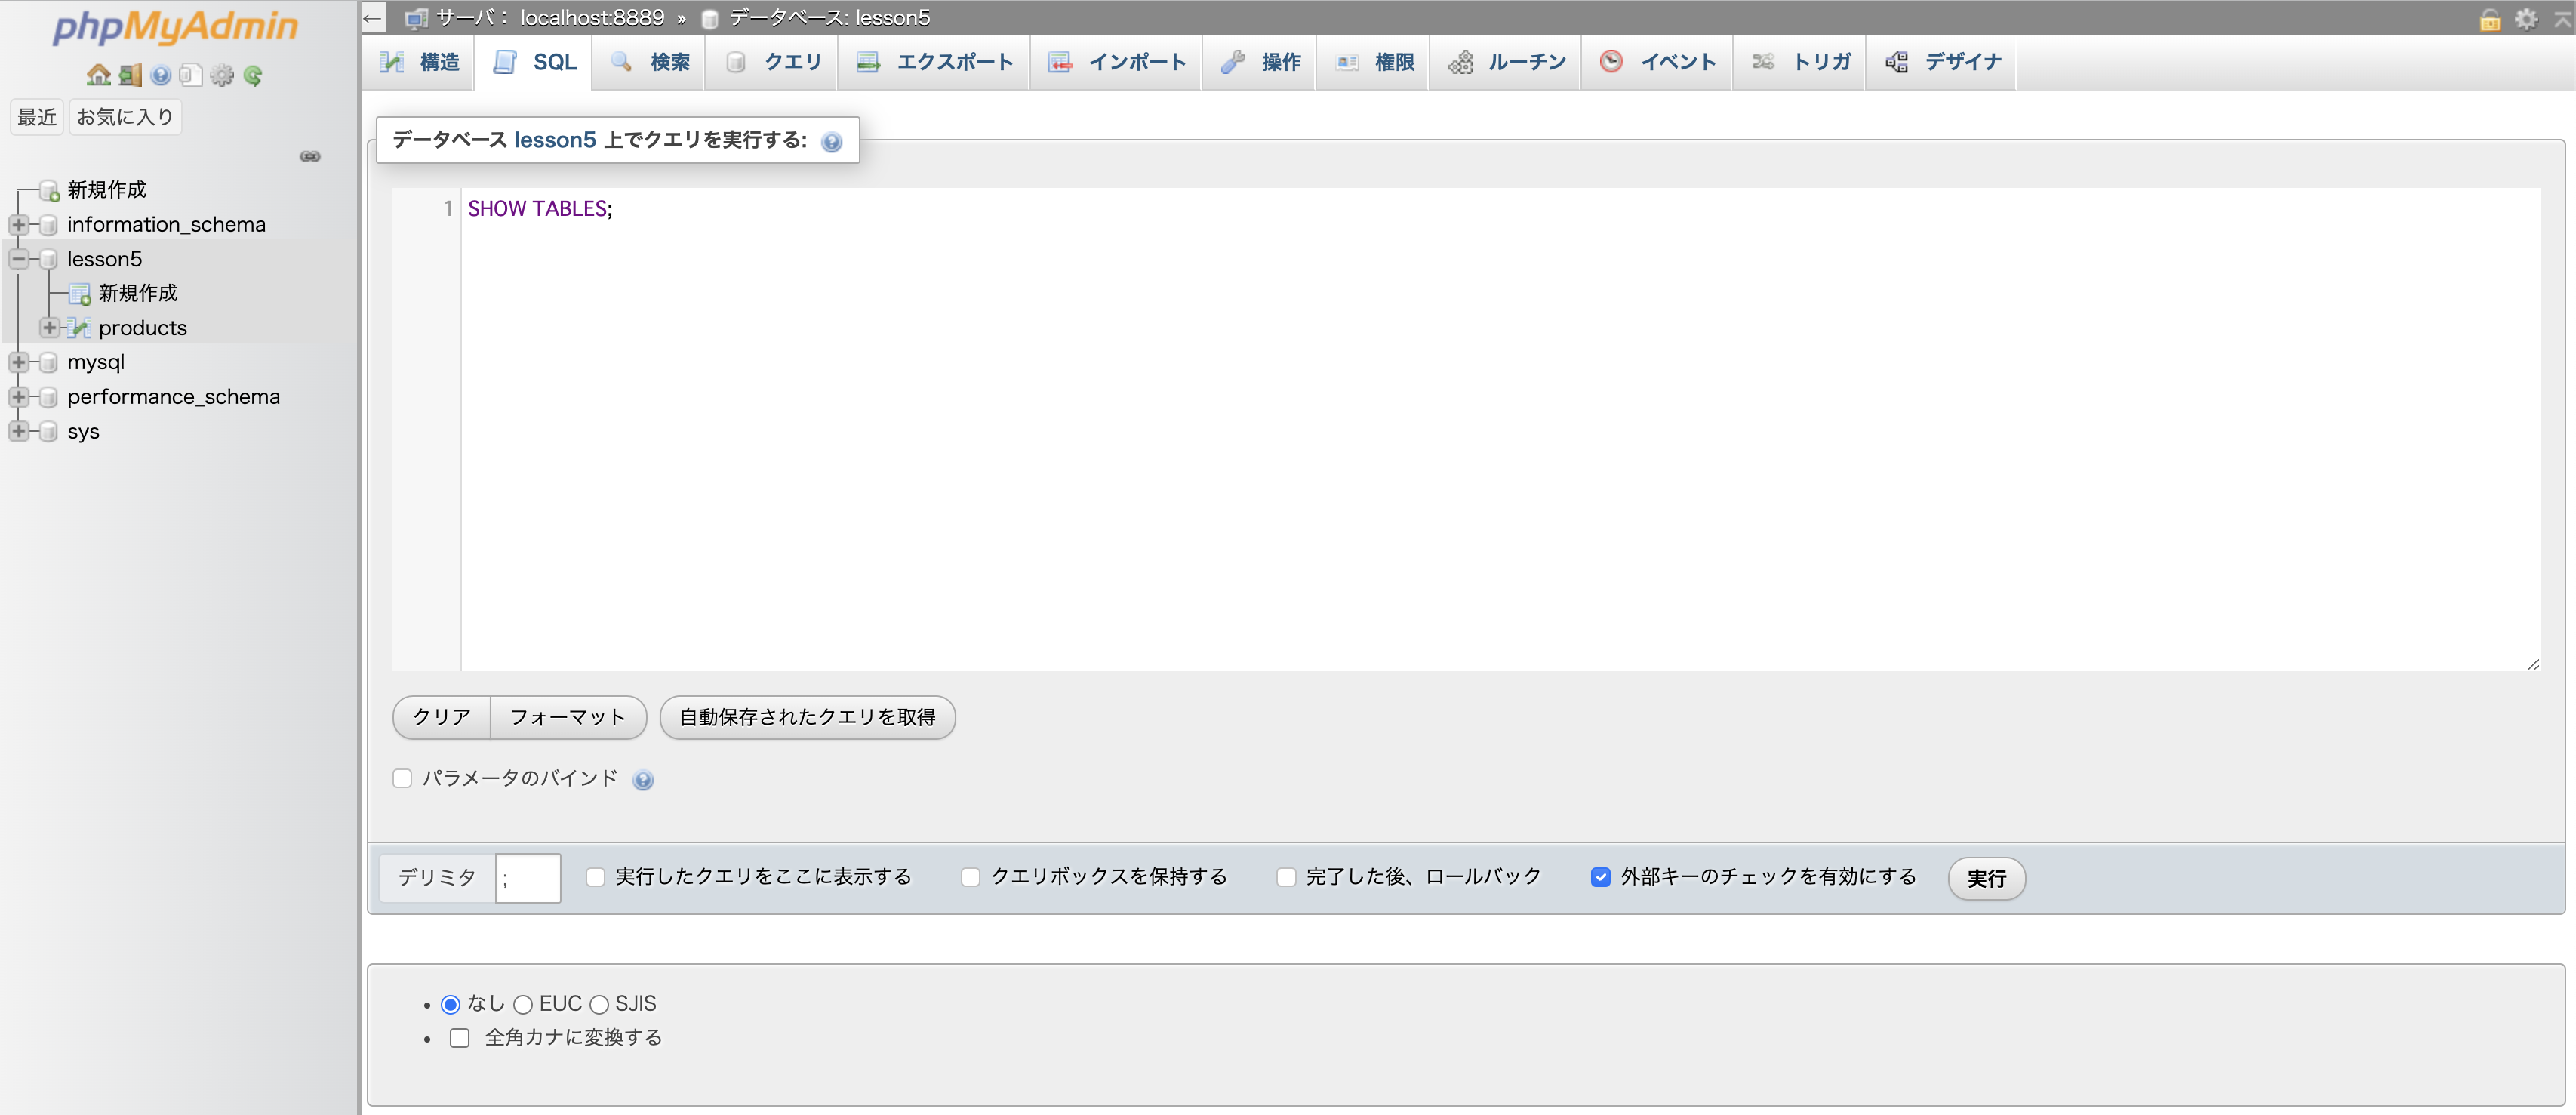 phpMyAdmin
最近 お気に入り
新規作成
information_schema
lesson5
新規作成
products
mysql
performance_schema
sys
← サーバ： localhost:8889 » データベース: lesson5
構造 SQL 検索 クエリ エクスポート インポート 操作 権限 ルーチン イベント トリガ デザイナ
データベース lesson5 上でクエリを実行する:
1 SHOW TABLES;
クリア フォーマット 自動保存されたクエリを取得
パラメータのバインド
デリミタ ; 実行したクエリをここに表示する クエリボックスを保持する 完了した後、ロールバック 外部キーのチェックを有効にする 実行
• なし EUC SJIS
• 全角カナに変換する